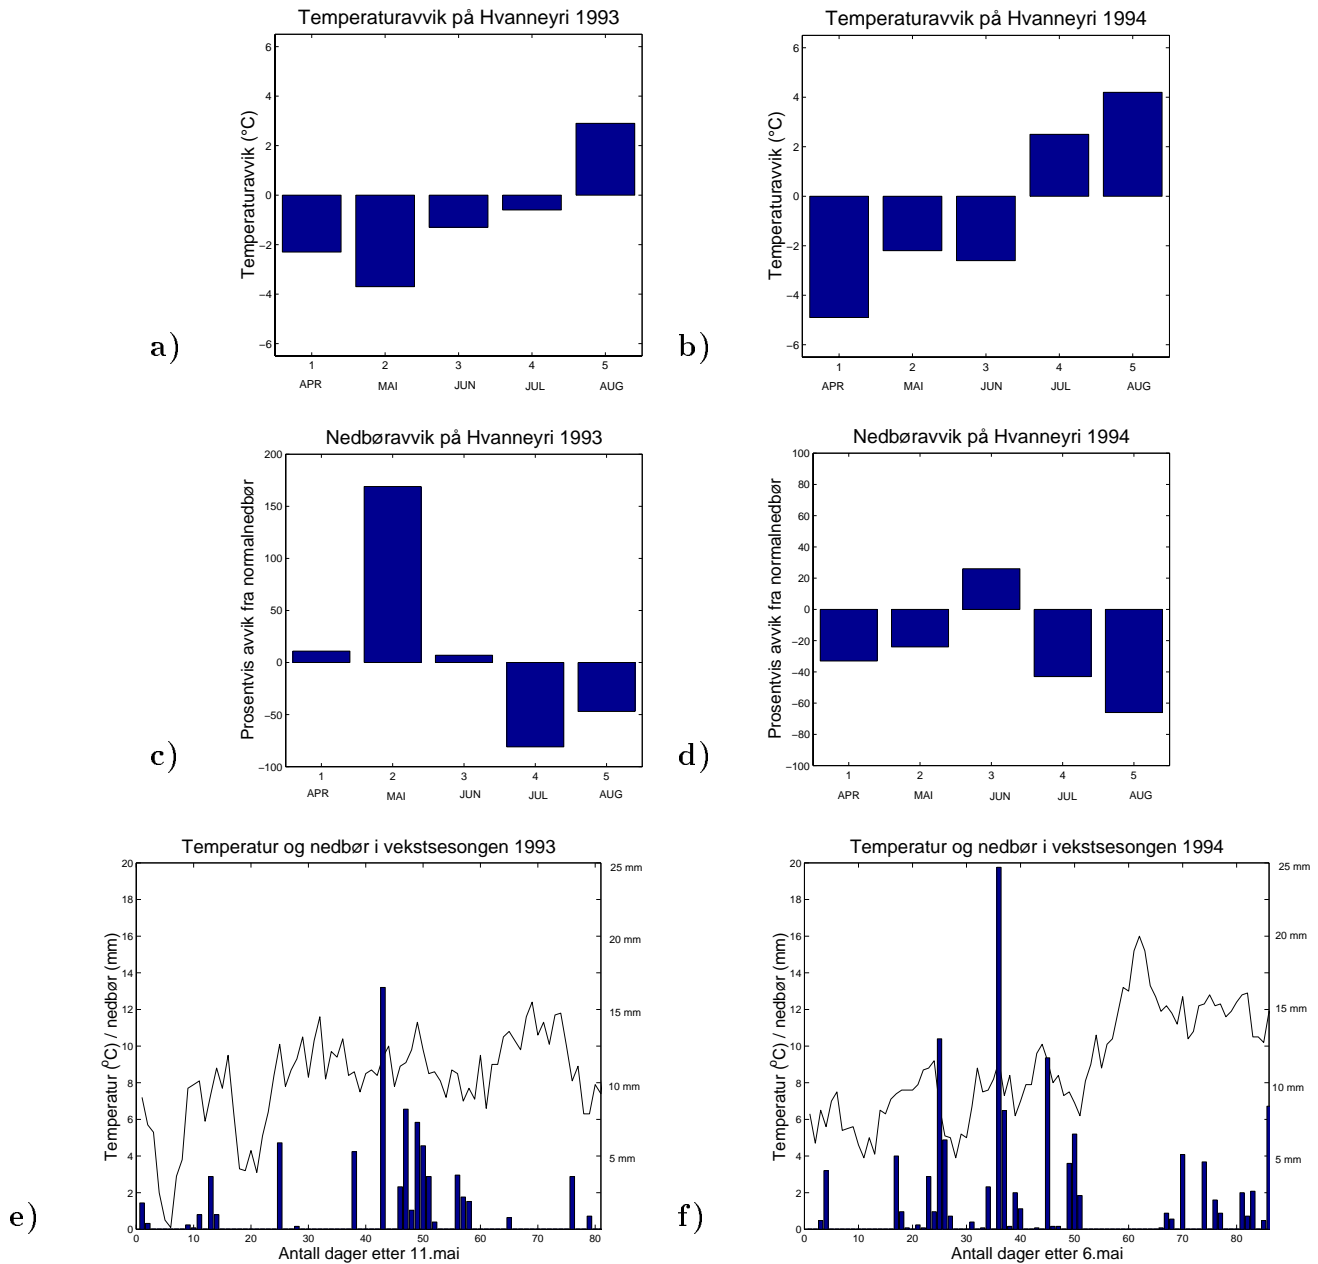 Temperaturavvik på Hvanneyri 1993
Temperaturavvik (°C)
6
4
2
0
−2
−4
−6
1 2 3 4 5
APR MAI JUN JUL AUG
a)
Temperaturavvik på Hvanneyri 1994
Temperaturavvik (°C)
6
4
2
0
−2
−4
−6
1 2 3 4 5
APR MAI JUN JUL AUG
b)
Nedbøravvik på Hvanneyri 1993
Prosentvis avvik fra normalnedbør
200
150
100
50
0
−50
−100
1 2 3 4 5
APR MAI JUN JUL AUG
c)
Nedbøravvik på Hvanneyri 1994
Prosentvis avvik fra normalnedbør
100
80
60
40
20
0
−20
−40
−60
−80
−100
1 2 3 4 5
APR MAI JUN JUL AUG
d)
Temperatur og nedbør i vekstsesongen 1993
Temperatur (⁰C) / nedbør (mm)
20
18
16
14
12
10
8
6
4
2
0
25 mm
20 mm
15 mm
10 mm
5 mm
0 10 20 30 40 50 60 70 80
Antall dager etter 11.mai
e)
Temperatur og nedbør i vekstsesongen 1994
Temperatur (⁰C) / nedbør (mm)
20
18
16
14
12
10
8
6
4
2
0
25 mm
20 mm
15 mm
10 mm
5 mm
0 10 20 30 40 50 60 70 80
Antall dager etter 6.mai
f)